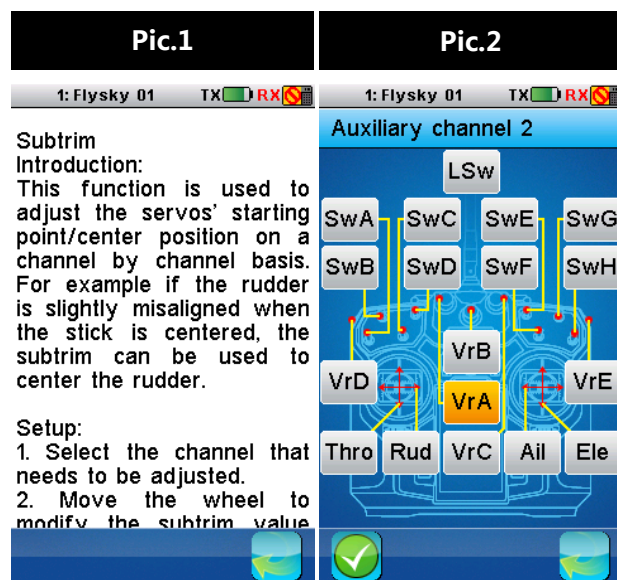 Pic.1
1: Flysky 01 TX RX
Subtrim
Introduction:
This function is used to
adjust the servos' starting
point/center position on a
channel by channel basis.
For example if the rudder
is slightly misaligned when
the stick is centered, the
subtrim can be used to
center the rudder.
Setup:
1. Select the channel that
needs to be adjusted.
2. Move the wheel to
modify the subtrim value
Pic.2
1: Flysky 01 TX RX
Auxiliary channel 2
LSw
SwA SwC SwE SwG
SwB SwD SwF SwH
VrB
VrD VrA VrE
Thro Rud VrC Ail Ele